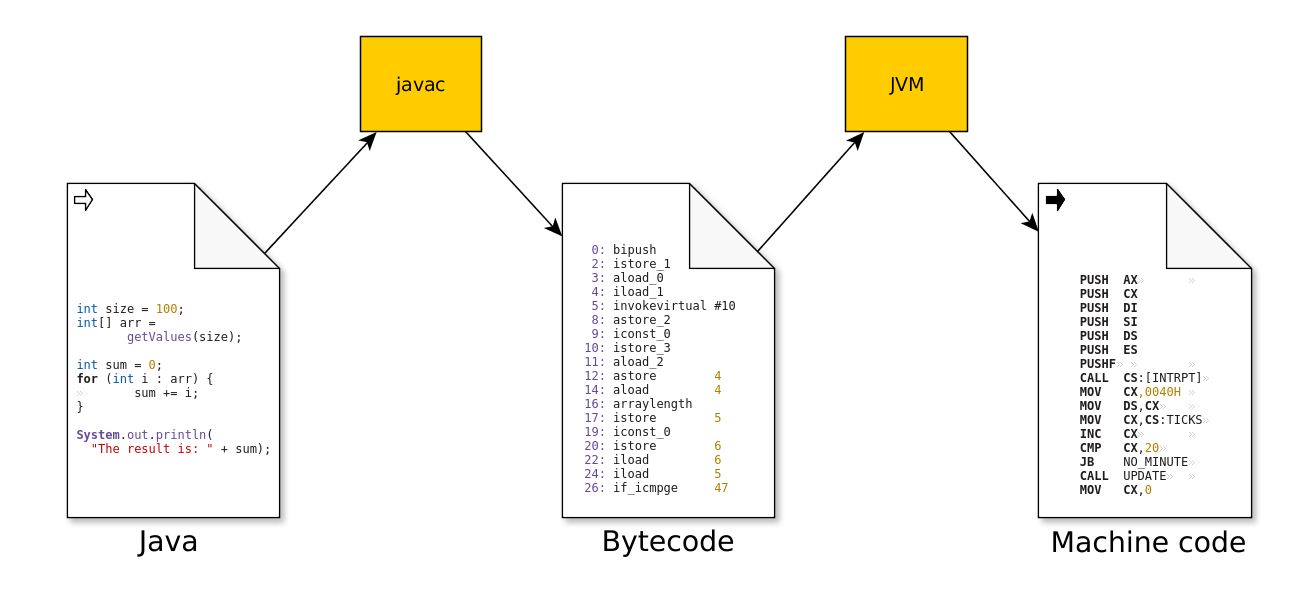 javac
JVM
int size = 100;
int[] arr =
       getValues(size);

int sum = 0;
for (int i : arr) {
»       sum += i;
}

System.out.println(
  "The result is: " + sum);
Java
0: bipush
2: istore_1
3: aload_0
4: iload_1
5: invokevirtual #10
8: astore_2
9: iconst_0
10: istore_3
11: aload_2
12: astore 4
14: aload 4
16: arraylength
17: istore 5
19: iconst_0
20: istore 6
22: iload 6
24: iload 5
26: if_icmpge 47
Bytecode
PUSH AX» »
PUSH CX
PUSH DI
PUSH SI
PUSH DS
PUSH ES
PUSHF» » »
CALL CS:[INTRPT]»
MOV CX,0040H »
MOV DS,CX» »
MOV CX,CS:TICKS»
INC CX» »
CMP CX,20»
JB NO_MINUTE»
CALL UPDATE» »
MOV CX,0
Machine code